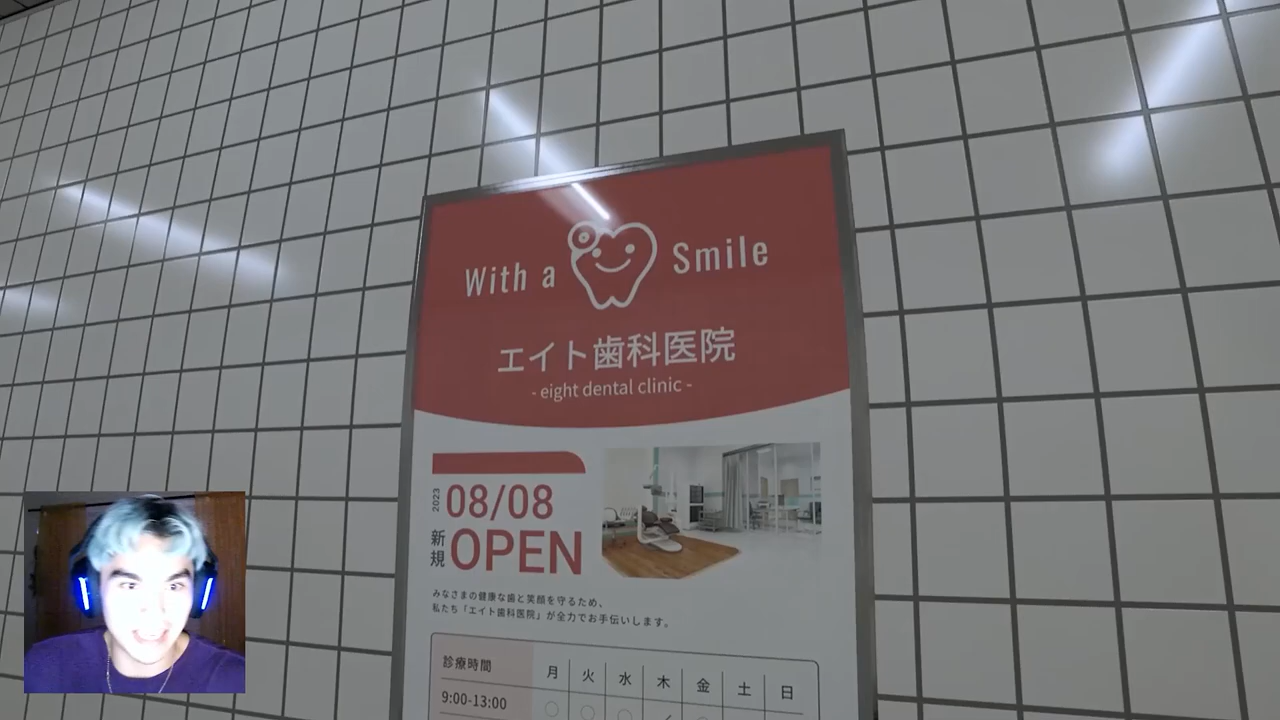 With a Smile
エイト歯科医院
- eight dental clinic -
2023
08/08
新規
OPEN
みなさまの健康な歯と笑顔を守るため、
私たち「エイト歯科医院」が全力でお手伝いします。
診療時間 月 火 水 木 金 土 日
9:00-13:00